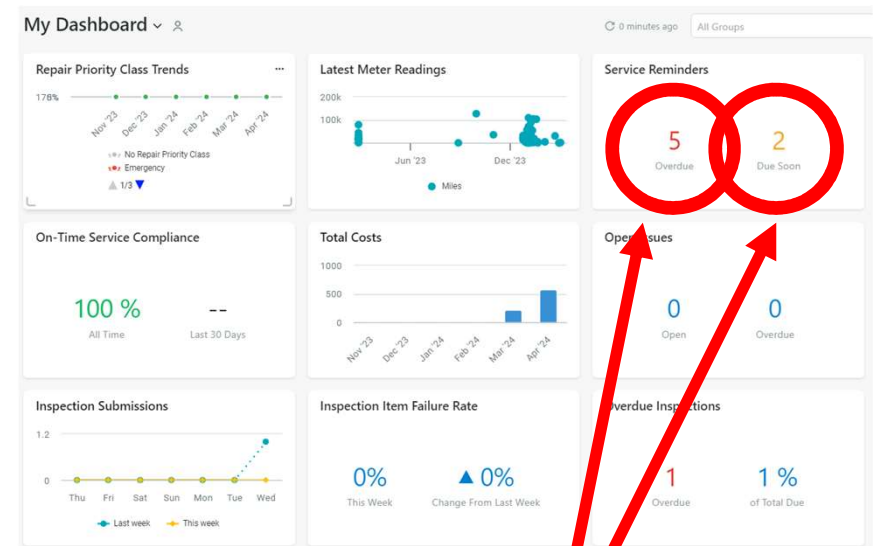 My Dashboard
0 minutes ago
All Groups
Repair Priority Class Trends
...
176%
Nov '23
Dec '23
Jan '24
Feb '24
Mar '24
Apr '24
No Repair Priority Class
Emergency
1/3
Latest Meter Readings
200k
100k
Jun '23
Dec '23
Miles
Service Reminders
5
2
Overdue
Due Soon
On-Time Service Compliance
100 %
--
All Time
Last 30 Days
Total Costs
1000
500
0
Nov '23
Dec '23
Jan '24
Feb '24
Mar '24
Apr '24
Open Issues
0
0
Open
Overdue
Inspection Submissions
1.2
0
Thu Fri Sat Sun Mon Tue Wed
Last week
This week
Inspection Item Failure Rate
0%
0%
This Week
Change From Last Week
Overdue Inspections
1
1 %
Overdue
of Total Due